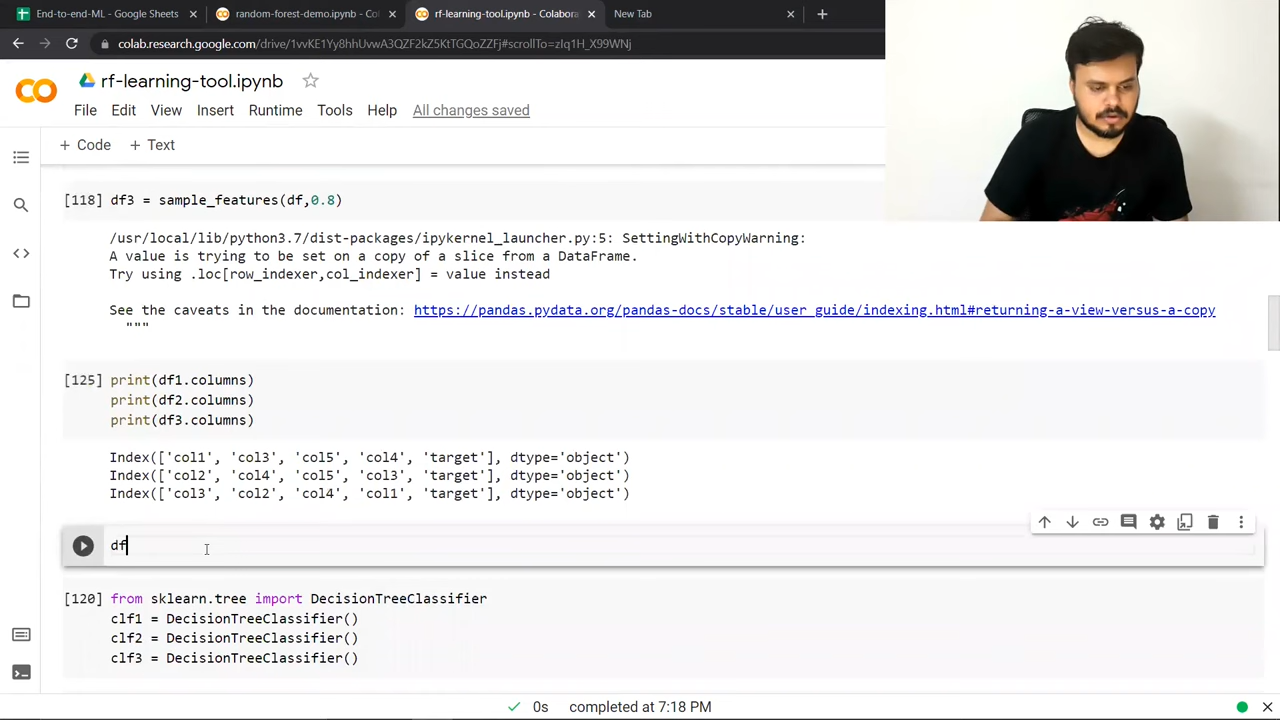 End-to-end-ML - Google Sheets
random-forest-demo.ipynb - Col
rf-learning-tool.ipynb - Colabora
New Tab
colab.research.google.com/drive/1vvKE1Yy8hhUvwA3QZF2kZ5KtTGQoZZFj#scrollTo=zIq1H_X99WNj
rf-learning-tool.ipynb
File Edit View Insert Runtime Tools Help All changes saved
+ Code + Text
[118] df3 = sample_features(df,0.8)
/usr/local/lib/python3.7/dist-packages/ipykernel_launcher.py:5: SettingWithCopyWarning:
A value is trying to be set on a copy of a slice from a DataFrame.
Try using .loc[row_indexer,col_indexer] = value instead
See the caveats in the documentation: https://pandas.pydata.org/pandas-docs/stable/user_guide/indexing.html#returning-a-view-versus-a-copy
"""
[125] print(df1.columns)
print(df2.columns)
print(df3.columns)
Index(['col1', 'col3', 'col5', 'col4', 'target'], dtype='object')
Index(['col2', 'col4', 'col5', 'col3', 'target'], dtype='object')
Index(['col3', 'col2', 'col4', 'col1', 'target'], dtype='object')
df
[120] from sklearn.tree import DecisionTreeClassifier
clf1 = DecisionTreeClassifier()
clf2 = DecisionTreeClassifier()
clf3 = DecisionTreeClassifier()
0s completed at 7:18 PM